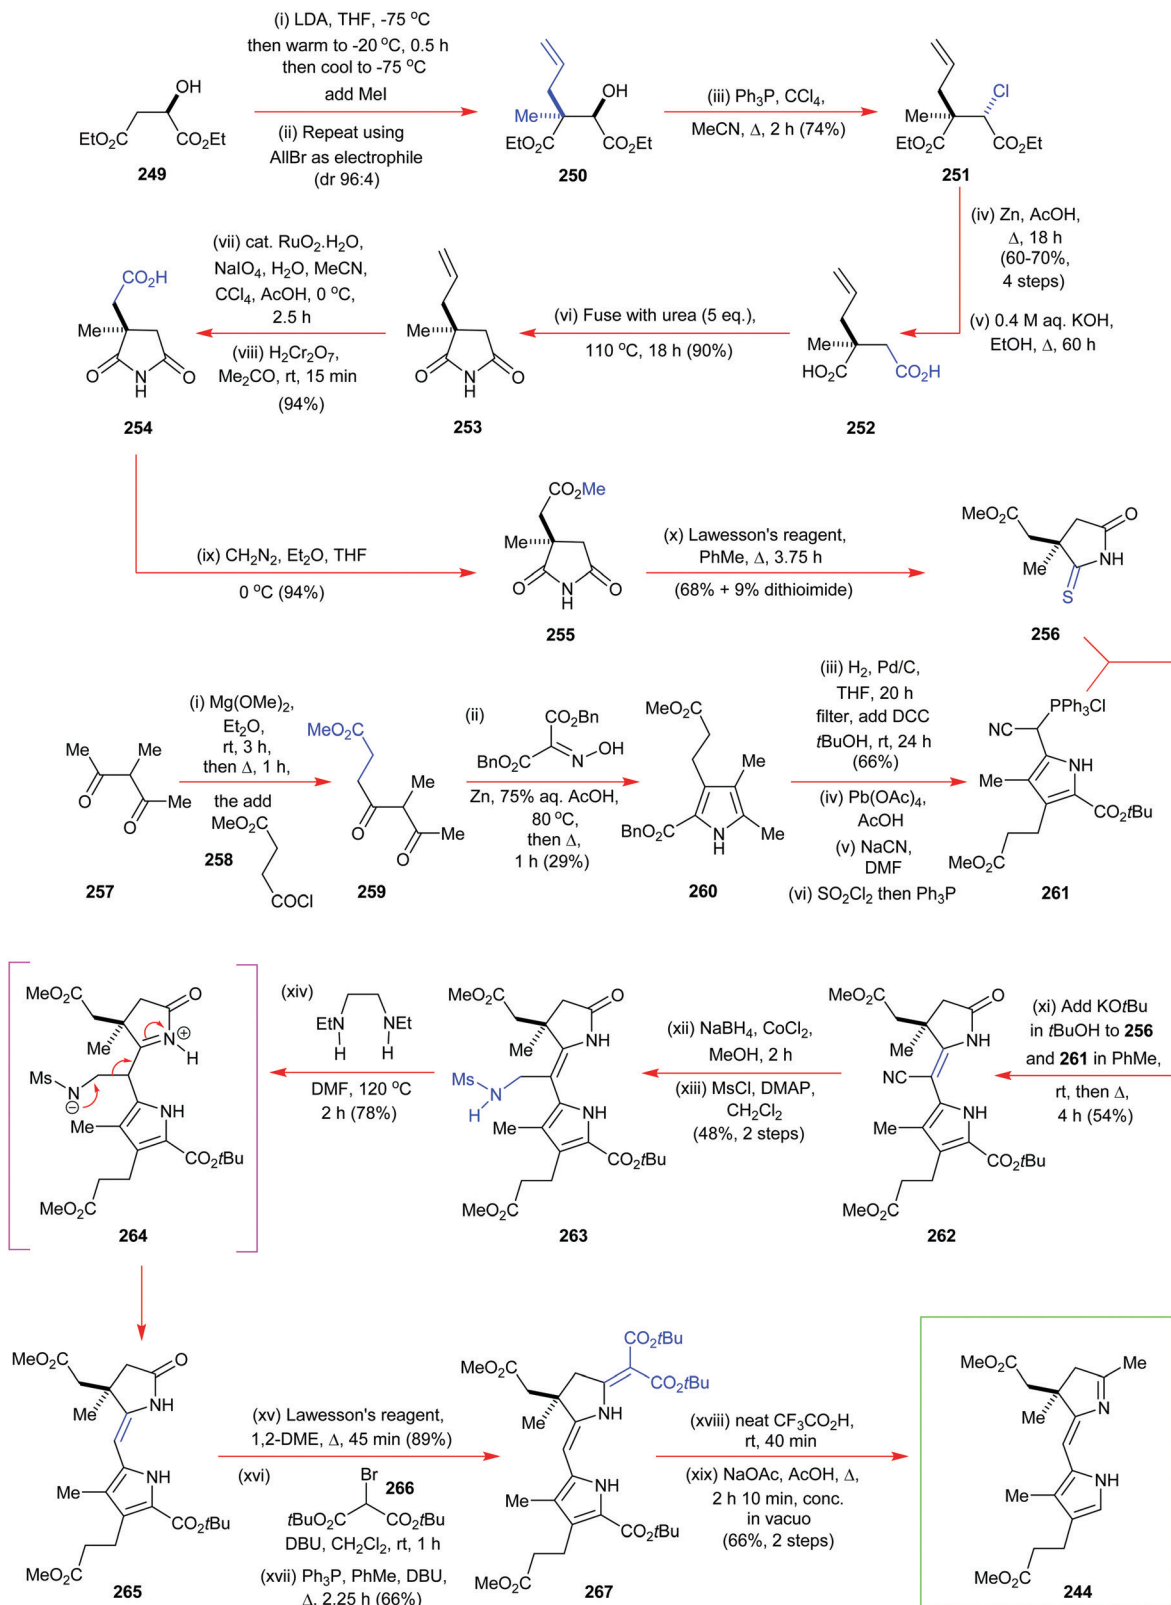 (i) LDA, THF, -75 °C
then warm to -20 °C, 0.5 h
then cool to -75 °C
add MeI
(ii) Repeat using
AllBr as electrophile
(dr 96:4)
OH
EtO₂C
CO₂Et
249
Me
OH
EtO₂C
CO₂Et
250
(iii) Ph₃P, CCl₄,
MeCN, Δ, 2 h (74%)
Cl
Me
EtO₂C
CO₂Et
251
(iv) Zn, AcOH,
Δ, 18 h
(60-70%,
4 steps)
(v) 0.4 M aq. KOH,
EtOH, Δ, 60 h
Me
HO₂C
CO₂H
252
(vi) Fuse with urea (5 eq.),
110 °C, 18 h (90%)
Me
O
N
H
O
253
(vii) cat. RuO₂.H₂O,
NaIO₄, H₂O, MeCN,
CCl₄, AcOH, 0 °C,
2.5 h
(viii) H₂Cr₂O₇,
Me₂CO, rt, 15 min
(94%)
CO₂H
Me
O
N
H
O
254
(ix) CH₂N₂, Et₂O, THF
0 °C (94%)
CO₂Me
Me
O
N
H
O
255
(x) Lawesson's reagent,
PhMe, Δ, 3.75 h
(68% + 9% dithioimide)
MeO₂C
O
NH
Me
S
256
Me
Me
O
Me
O
257
(i) Mg(OMe)₂,
Et₂O,
rt, 3 h,
then Δ, 1 h,
the add
MeO₂C
258
COCl
MeO₂C
Me
O
Me
O
259
(ii)
CO₂Bn
BnO₂C
N
OH
Zn, 75% aq. AcOH,
80 °C,
then Δ,
1 h (29%)
MeO₂C
Me
BnO₂C
N
H
Me
260
(iii) H₂, Pd/C,
THF, 20 h
filter, add DCC
tBuOH, rt, 24 h
(66%)
(iv) Pb(OAc)₄,
AcOH
(v) NaCN,
DMF
(vi) SO₂Cl₂ then Ph₃P
PPh₃Cl
NC
NH
Me
CO₂tBu
MeO₂C
261
(xi) Add KOtBu
in tBuOH to 256
and 261 in PhMe,
rt, then Δ,
4 h (54%)
MeO₂C
O
NH
Me
NC
NH
Me
CO₂tBu
MeO₂C
262
(xii) NaBH₄, CoCl₂,
MeOH, 2 h
(xiii) MsCl, DMAP,
CH₂Cl₂
(48%, 2 steps)
MeO₂C
O
NH
Me
Ms
N
H
NH
Me
CO₂tBu
MeO₂C
263
(xiv)
EtN
NEt
H
H
DMF, 120 °C
2 h (78%)
MeO₂C
O
N
⊕
H
Me
Ms
N
⊖
NH
Me
CO₂tBu
MeO₂C
264
MeO₂C
O
NH
Me
NH
Me
CO₂tBu
MeO₂C
265
(xv) Lawesson's reagent,
1,2-DME, Δ, 45 min (89%)
(xvi)
Br
266
tBuO₂C
CO₂tBu
DBU, CH₂Cl₂, rt, 1 h
(xvii) Ph₃P, PhMe, DBU,
Δ, 2.25 h (66%)
CO₂tBu
MeO₂C
CO₂tBu
NH
Me
NH
Me
CO₂tBu
MeO₂C
267
(xviii) neat CF₃CO₂H,
rt, 40 min
(xix) NaOAc, AcOH, Δ,
2 h 10 min, conc.
in vacuo
(66%, 2 steps)
MeO₂C
Me
N
Me
NH
Me
MeO₂C
244